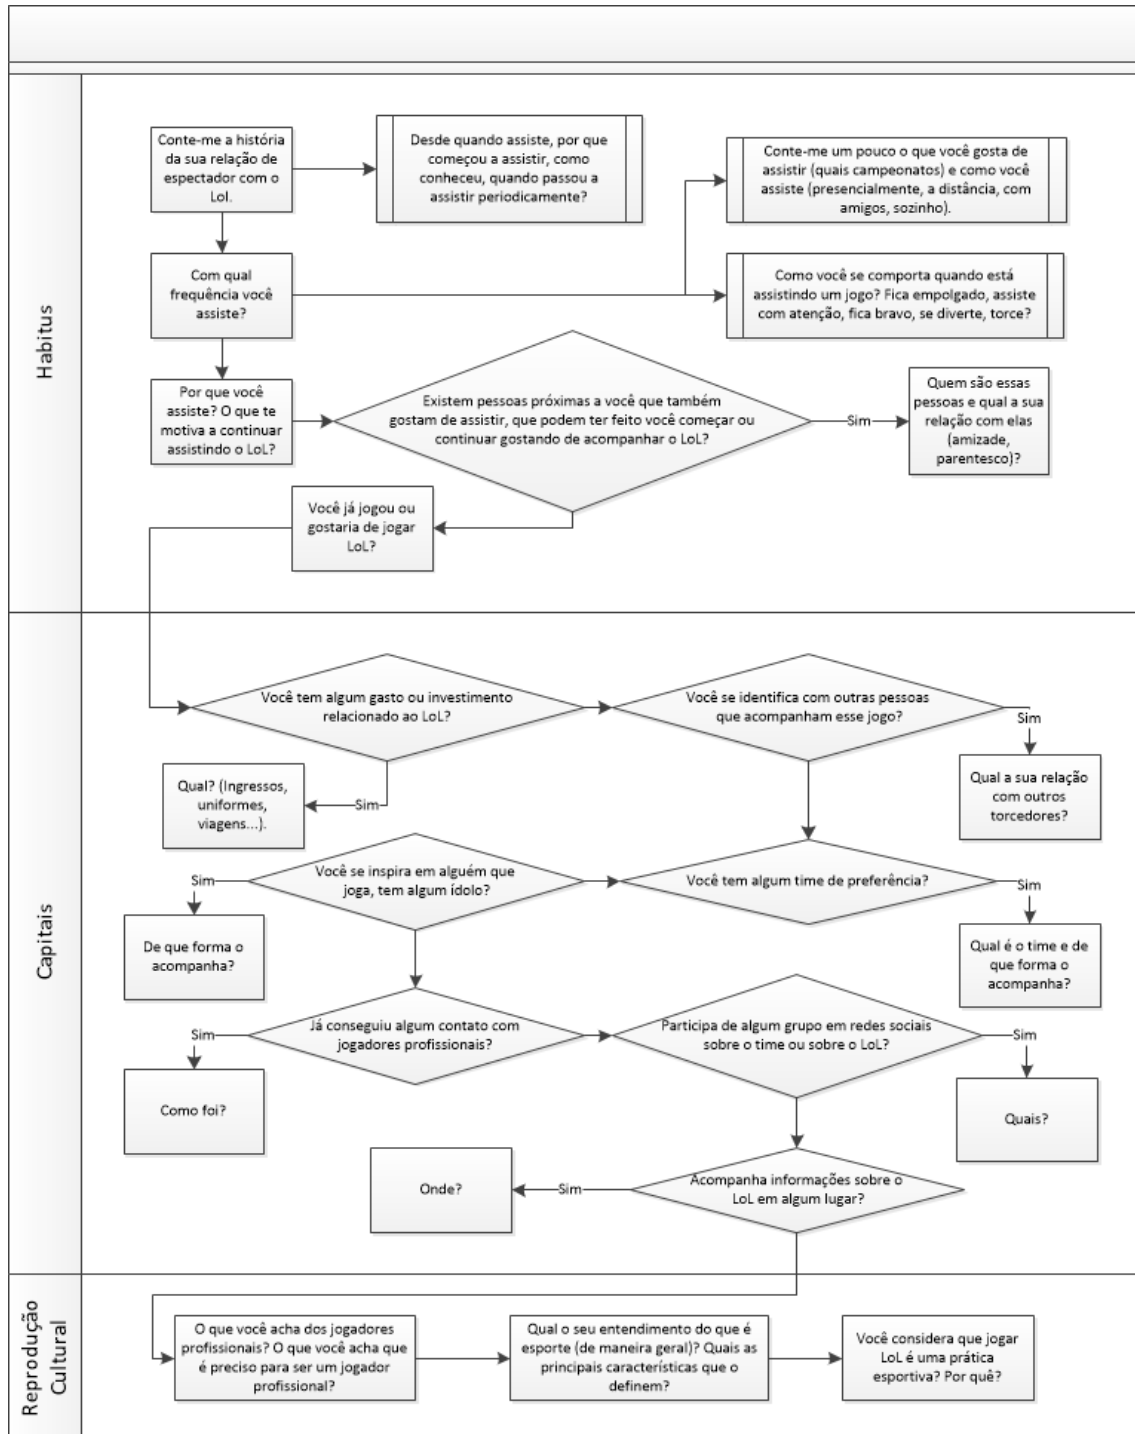 Habitus
Conte-me a história
da sua relação de
espectador com o
Lol.
Desde quando assiste, por que
começou a assistir, como
conheceu, quando passou a
assistir periodicamente?
Conte-me um pouco o que você gosta de
assistir (quais campeonatos) e como você
assiste (presencialmente, a distância, com
amigos, sozinho).
Com qual
frequência você
assiste?
Como você se comporta quando está
assistindo um jogo? Fica empolgado, assiste
com atenção, fica bravo, se diverte, torce?
Por que você
assiste? O que te
motiva a continuar
assistindo o LoL?
Existem pessoas próximas a você que também
gostam de assistir, que podem ter feito você começar ou
continuar gostando de acompanhar o LoL?
Sim
Quem são essas
pessoas e qual a sua
relação com elas
(amizade,
parentesco)?
Você já jogou ou
gostaria de jogar
LoL?
Capitais
Você tem algum gasto ou investimento
relacionado ao LoL?
Você se identifica com outras pessoas
que acompanham esse jogo?
Sim
Qual a sua relação
com outros
torcedores?
Sim
Qual? (Ingressos,
uniformes,
viagens...).
Você se inspira em alguém que
joga, tem algum ídolo?
Sim
De que forma o
acompanha?
Você tem algum time de preferência?
Sim
Qual é o time e de
que forma o
acompanha?
Já conseguiu algum contato com
jogadores profissionais?
Sim
Como foi?
Participa de algum grupo em redes sociais
sobre o time ou sobre o LoL?
Sim
Quais?
Acompanha informações sobre o
LoL em algum lugar?
Sim
Onde?
Reprodução
Cultural
O que você acha dos jogadores
profissionais? O que você acha que
é preciso para ser um jogador
profissional?
Qual o seu entendimento do que é
esporte (de maneira geral)? Quais as
principais características que o
definem?
Você considera que jogar
LoL é uma prática
esportiva? Por quê?